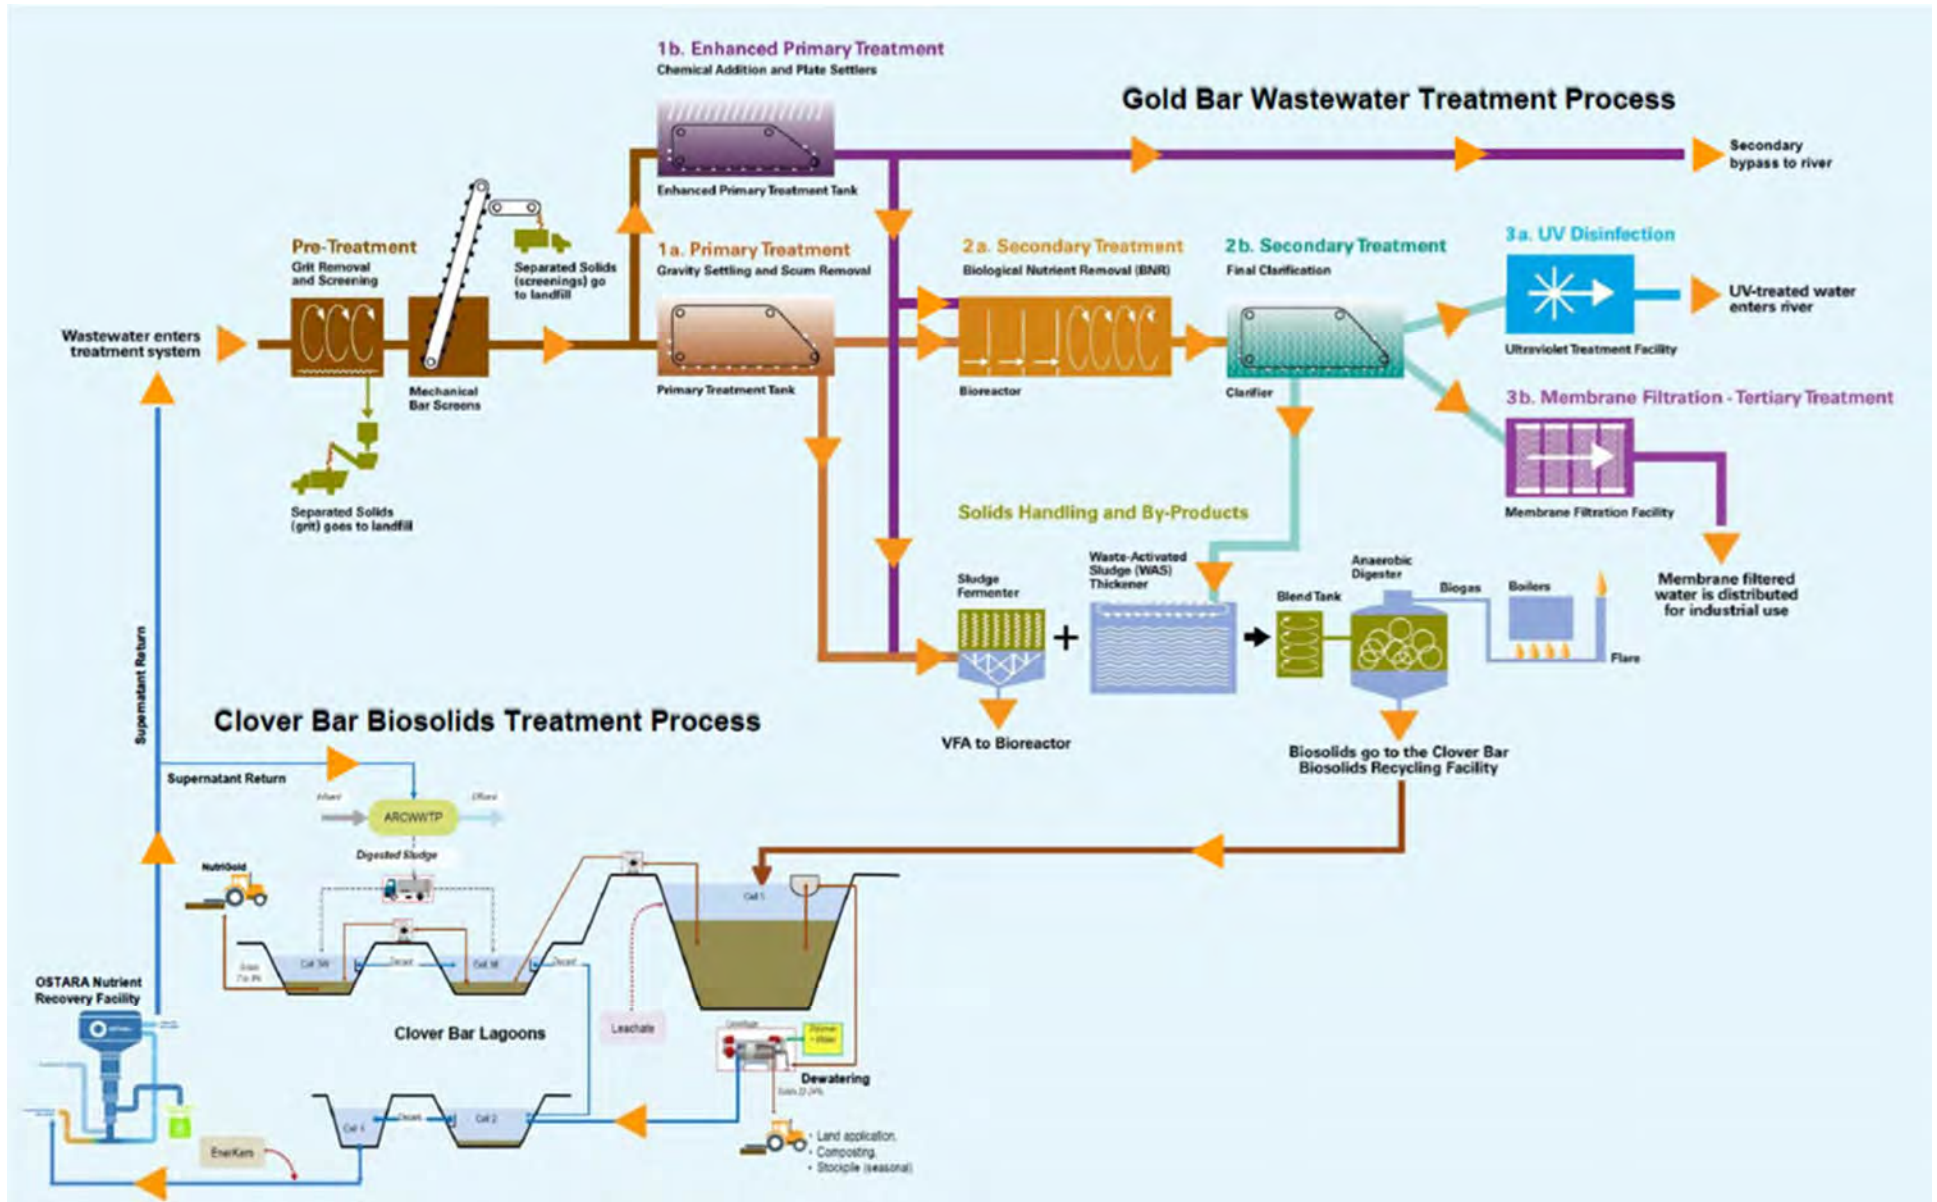 1b. Enhanced Primary Treatment
Chemical Addition and Plate Settlers
Enhanced Primary Treatment Tank
Gold Bar Wastewater Treatment Process
Secondary
bypass to river
Pre-Treatment
Grit Removal
and Screening
Separated Solids
(screenings) go
to landfill
1a. Primary Treatment
Gravity Settling and Scum Removal
Primary Treatment Tank
2a. Secondary Treatment
Biological Nutrient Removal (BNR)
Bioreactor
2b. Secondary Treatment
Final Clarification
Clarifier
3a. UV Disinfection
UV-treated water
enters river
Ultraviolet Treatment Facility
Wastewater enters
treatment system
Mechanical
Bar Screens
Separated Solids
(grit) goes to landfill
3b. Membrane Filtration - Tertiary Treatment
Membrane Filtration Facility
Membrane filtered
water is distributed
for industrial use
Solids Handling and By-Products
Sludge
Fermenter
+
Waste-Activated
Sludge (WAS)
Thickener
Blend Tank
Anaerobic
Digester
Biogas
Boilers
Flare
VFA to Bioreactor
Biosolids go to the Clover Bar
Biosolids Recycling Facility
Supernatant Return
Clover Bar Biosolids Treatment Process
Supernatant Return
Influent
Effluent
ARCWWTP
Digested Sludge
NutriGold
Cell 5
Decant
Decant
Leachate
Clover Bar Lagoons
OSTARA Nutrient
Recovery Facility
Centrifuge
Polymer
+ Water
Dewatering
Cell 1
Decant
Cell 2
EnerKem
• Land application,
• Composting,
• Stockpile (seasonal)